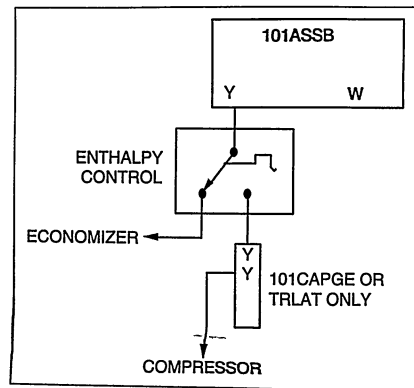 101ASSB
Y W
ENTHALPY
CONTROL
ECONOMIZER
Y
Y
101CAPGE OR
TRLAT ONLY
COMPRESSOR